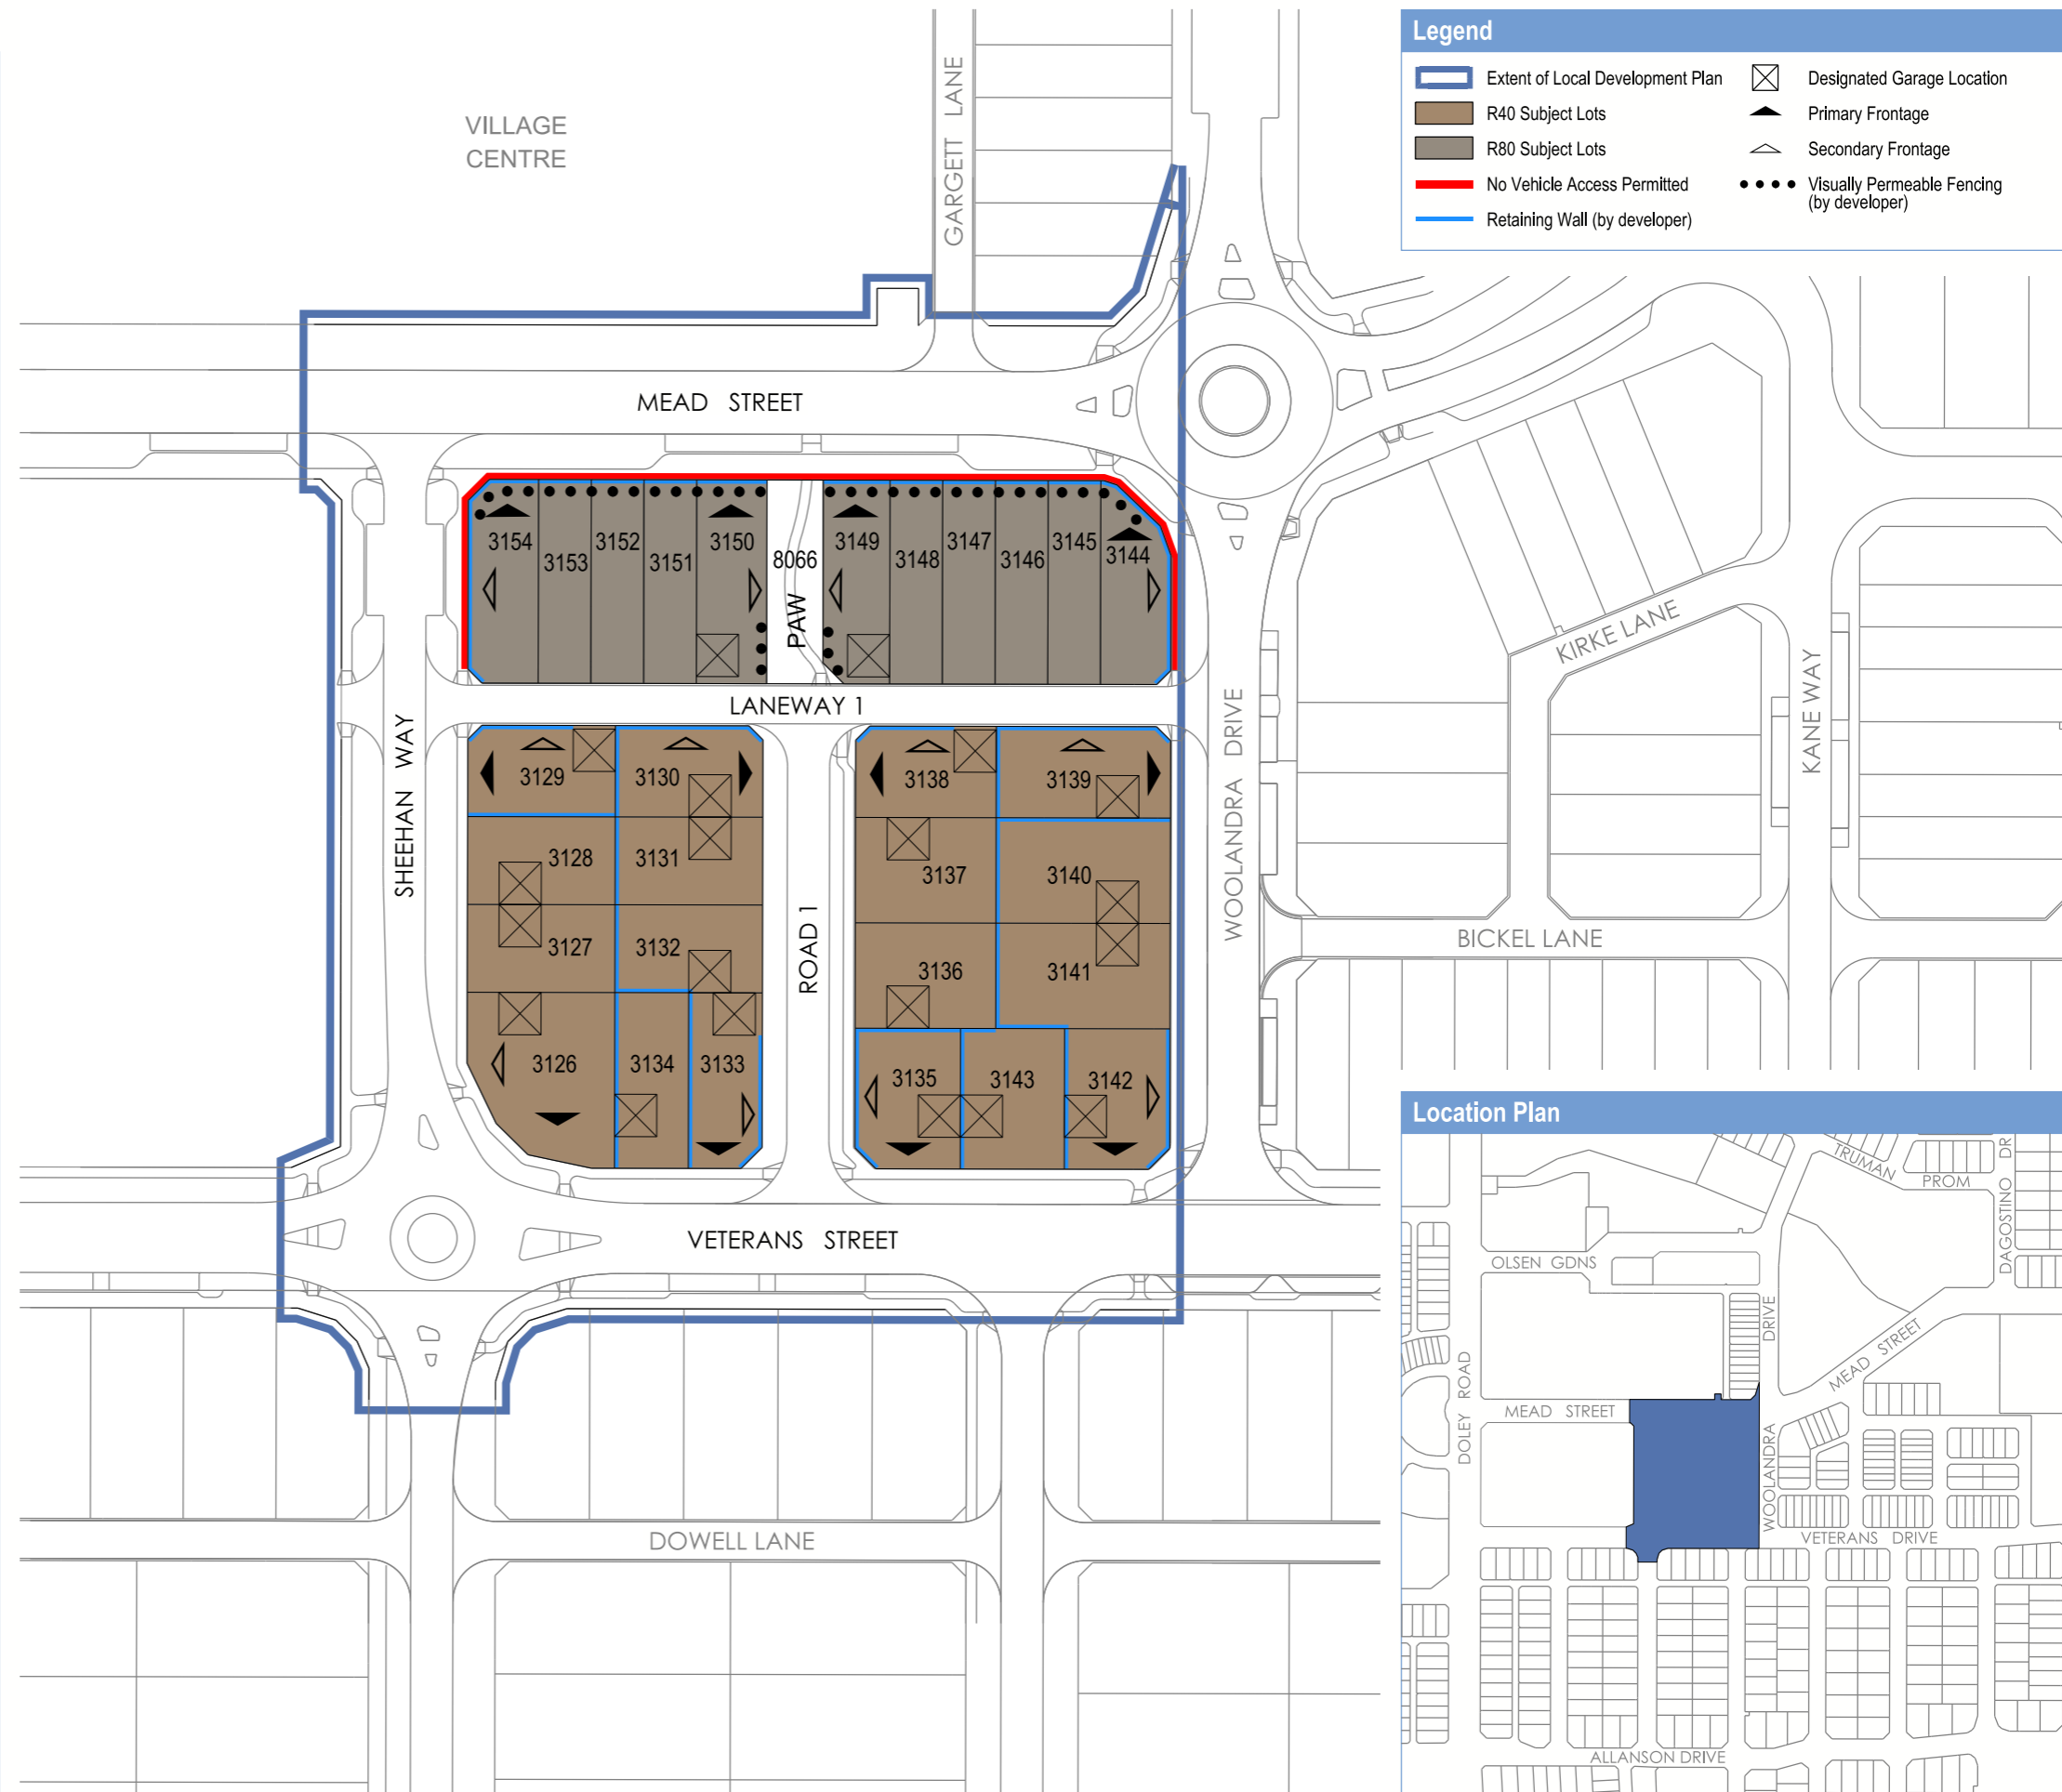 Legend
Extent of Local Development Plan
R40 Subject Lots
R80 Subject Lots
No Vehicle Access Permitted
Retaining Wall (by developer)
Designated Garage Location
Primary Frontage
Secondary Frontage
Visually Permeable Fencing
(by developer)
VILLAGE
CENTRE
GARGETT LANE
MEAD STREET
3154
3153
3152
3151
3150
8066
PAW
3149
3148
3147
3146
3145
3144
LANEWAY 1
SHEEHAN WAY
ROAD 1
WOOLANDRA DRIVE
KIRKE LANE
KANE WAY
BICKEL LANE
3129
3130
3138
3139
3128
3131
3137
3140
3127
3132
3136
3141
3126
3134
3133
3135
3143
3142
VETERANS STREET
DOWELL LANE
Location Plan
TRUMAN
PROM
DAGOSTINO DR
OLSEN GDNS
DRIVE
MEAD STREET
DOLEY ROAD
MEAD STREET
WOOLANDRA
VETERANS DRIVE
ALLANSON DRIVE